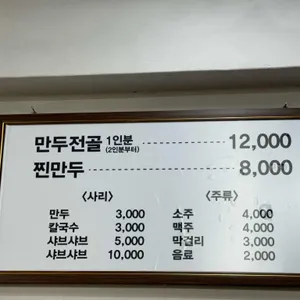 만두전골 1인분 (2인분부터) 12,000
찐만두 8,000
<사리> <주류>
만두 3,000 소주 4,000
칼국수 3,000 맥주 4,000
샤브샤브 5,000 막걸리 3,000
샤브샤브 10,000 음료 2,000